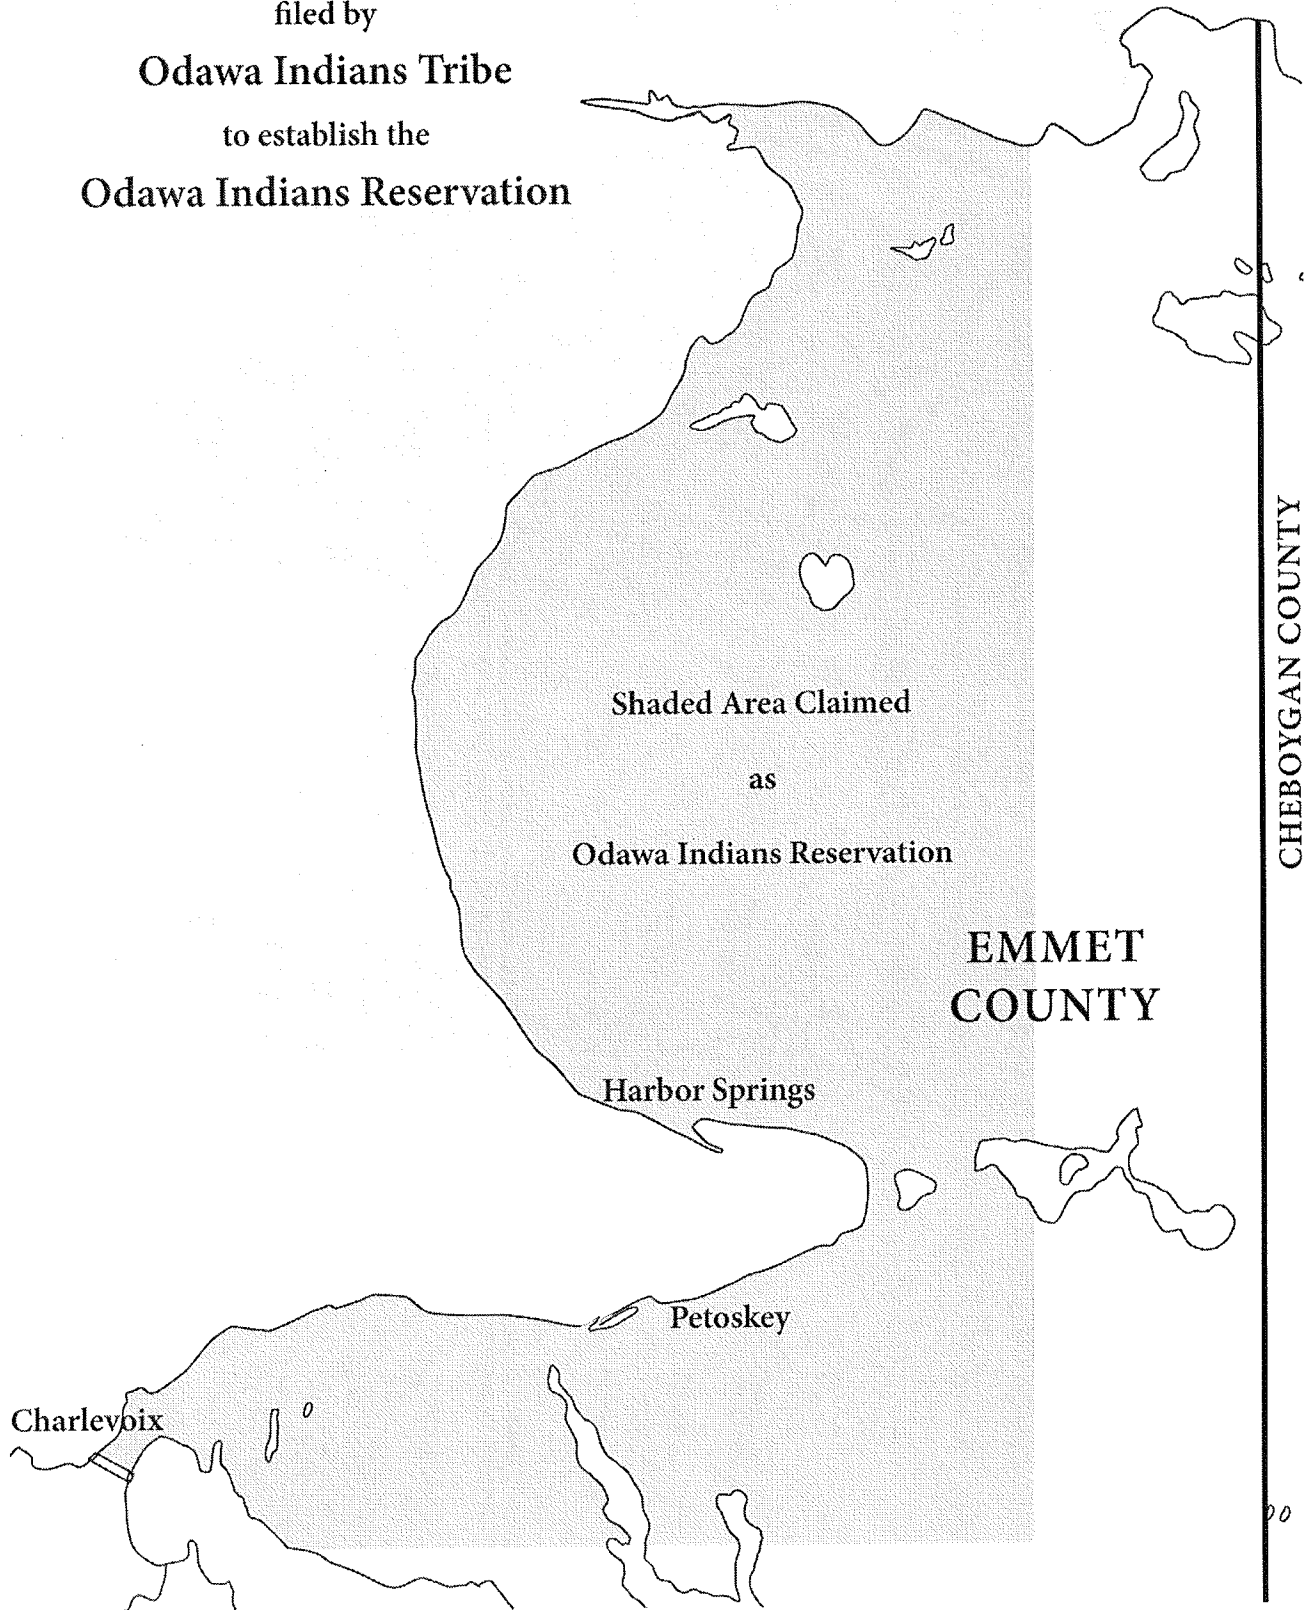 filed by
Odawa Indians Tribe
to establish the
Odawa Indians Reservation
CHEBOYGAN COUNTY
Shaded Area Claimed
as
Odawa Indians Reservation
EMMET
COUNTY
Harbor Springs
Petoskey
Charlevoix